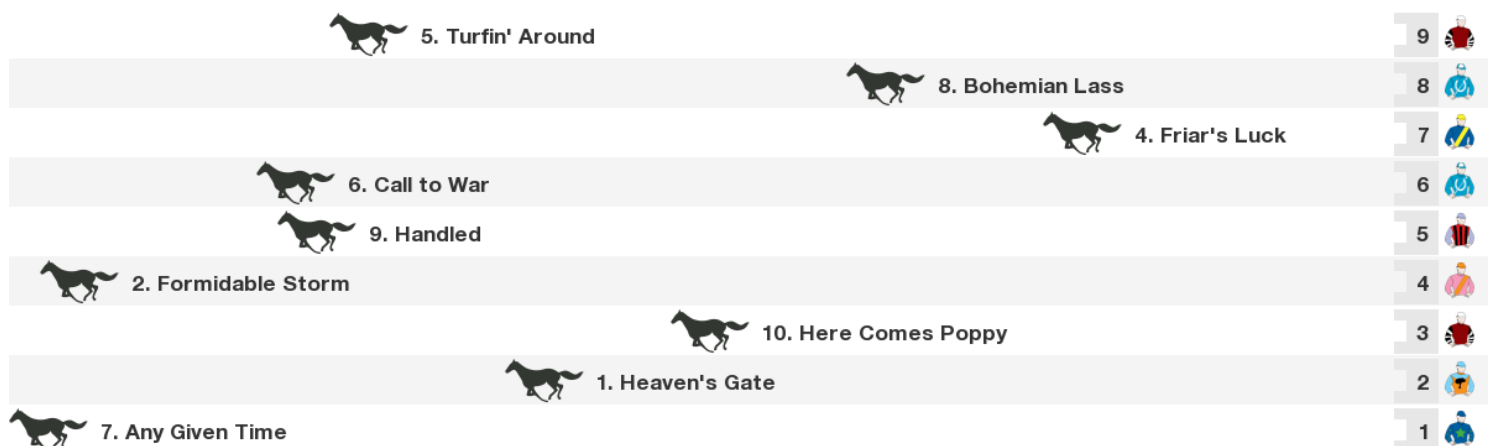 5. Turfin' Around 9
8. Bohemian Lass 8
4. Friar's Luck 7
6. Call to War 6
9. Handled 5
2. Formidable Storm 4
10. Here Comes Poppy 3
1. Heaven's Gate 2
7. Any Given Time 1